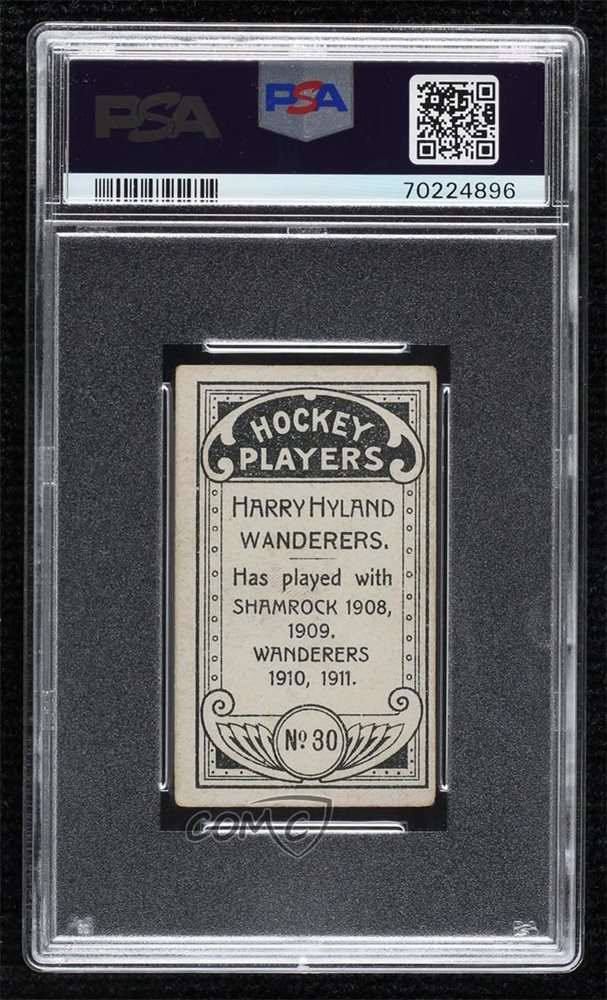 PSA
PSA
70224896
HOCKEY
PLAYERS
HARRY HYLAND
WANDERERS.
Has played with
SHAMROCK 1908,
1909.
WANDERERS
1910, 1911.
No 30
COMC